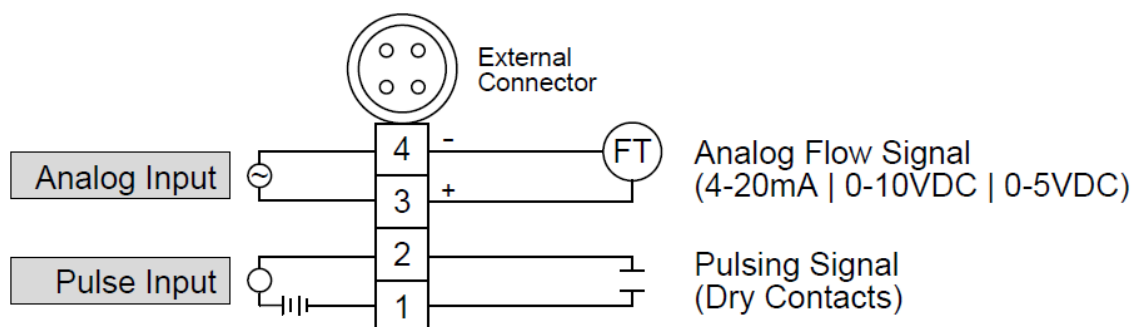 External
Connector
4 -
Analog Input
FT
Analog Flow Signal
(4-20mA | 0-10VDC | 0-5VDC)
3 +
2
Pulse Input
Pulsing Signal
(Dry Contacts)
1